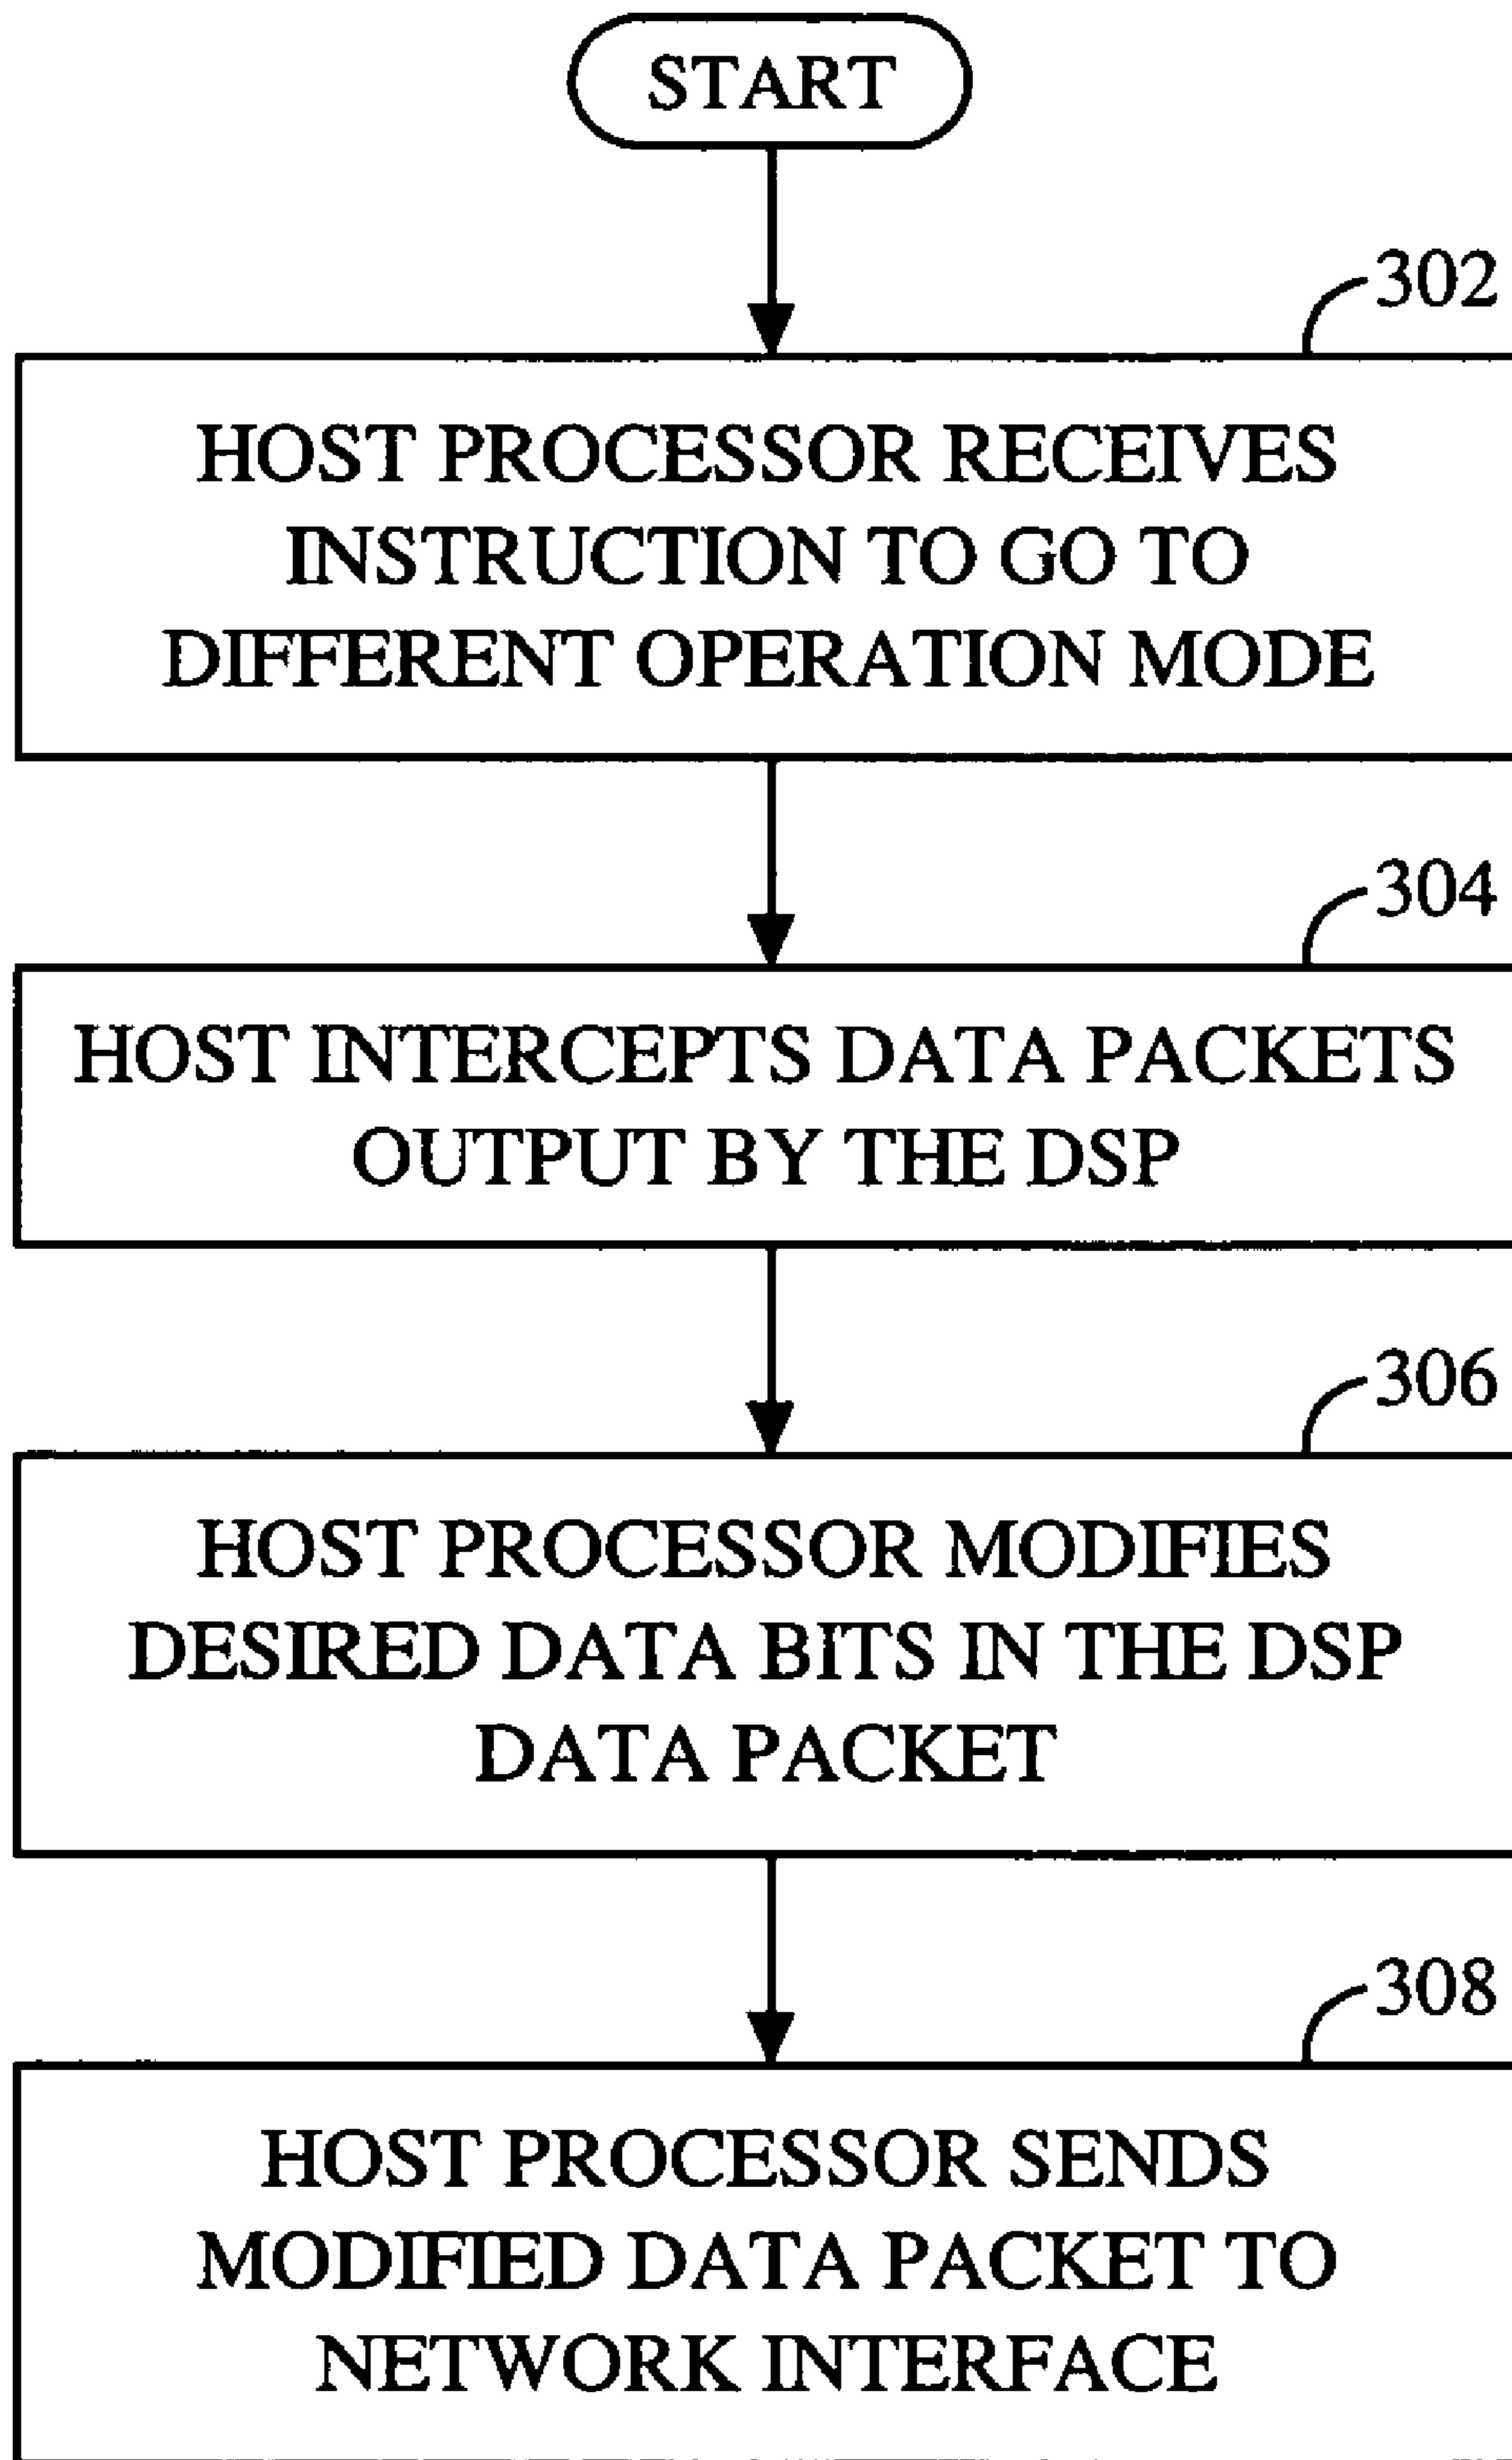 START
302
HOST PROCESSOR RECEIVES
INSTRUCTION TO GO TO
DIFFERENT OPERATION MODE
304
HOST INTERCEPTS DATA PACKETS
OUTPUT BY THE DSP
306
HOST PROCESSOR MODIFIES
DESIRED DATA BITS IN THE DSP
DATA PACKET
308
HOST PROCESSOR SENDS
MODIFIED DATA PACKET TO
NETWORK INTERFACE